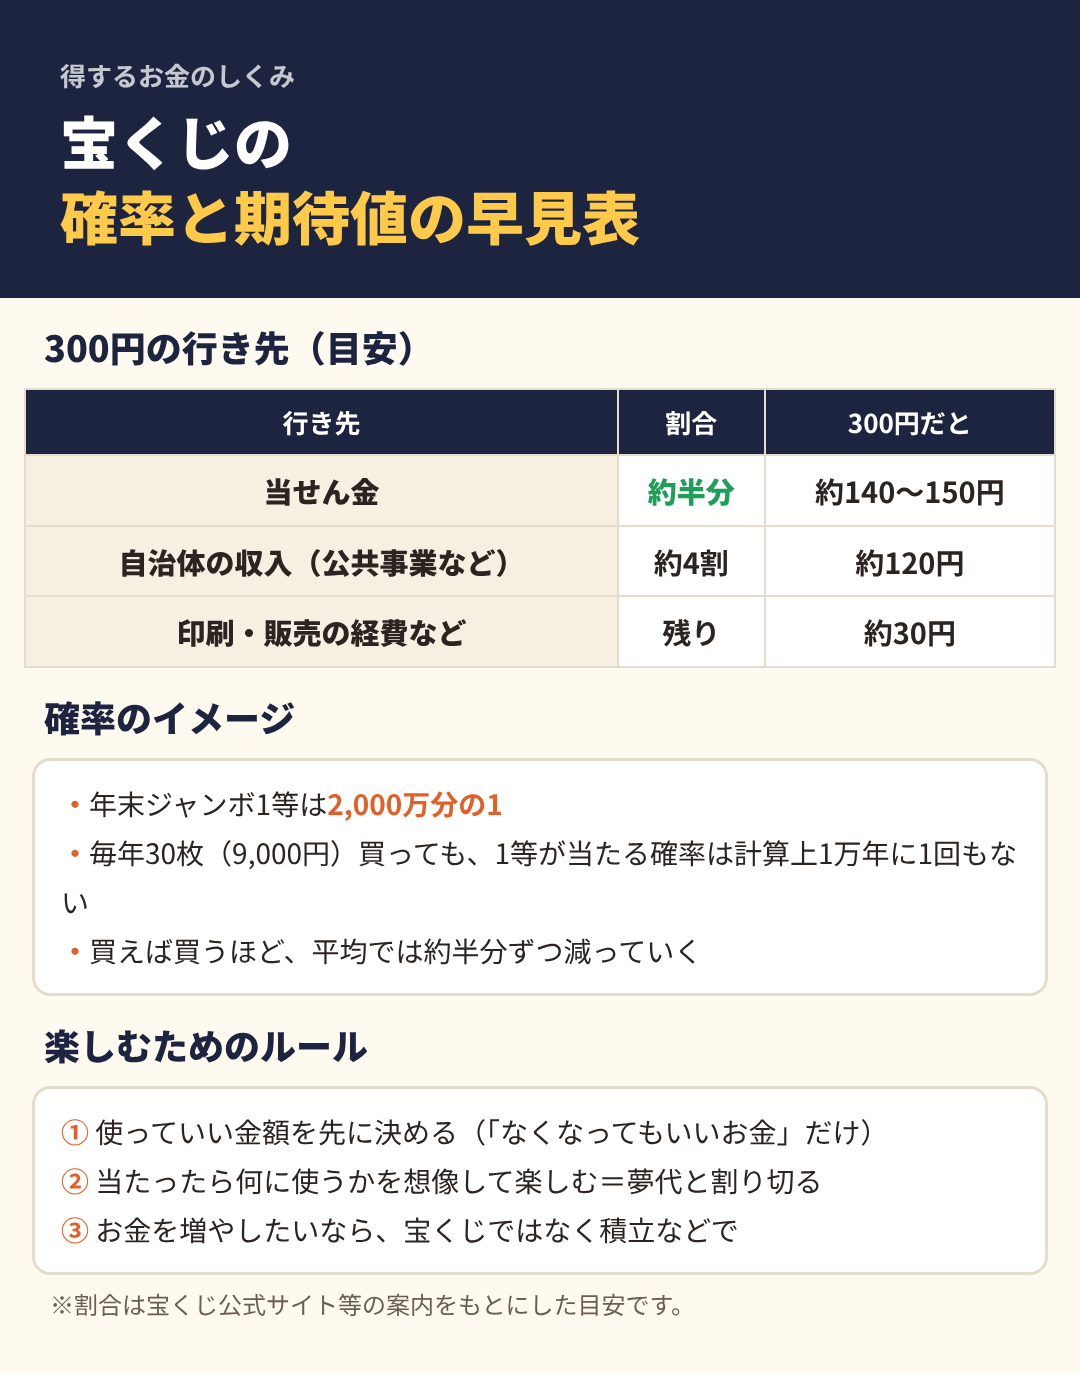 得するお金のしくみ
宝くじの
確率と期待値の早見表
300円の行き先（目安）
行き先 割合 300円だと
当せん金 約半分 約140〜150円
自治体の収入（公共事業など） 約4割 約120円
印刷・販売の経費など 残り 約30円
確率のイメージ
・年末ジャンボ1等は2,000万分の1
・毎年30枚（9,000円）買っても、1等が当たる確率は計算上1万年に1回もな
い
・買えば買うほど、平均では約半分ずつ減っていく
楽しむためのルール
① 使っていい金額を先に決める（「なくなってもいいお金」だけ）
② 当たったら何に使うかを想像して楽しむ＝夢代と割り切る
③ お金を増やしたいなら、宝くじではなく積立などで
※割合は宝くじ公式サイト等の案内をもとにした目安です。